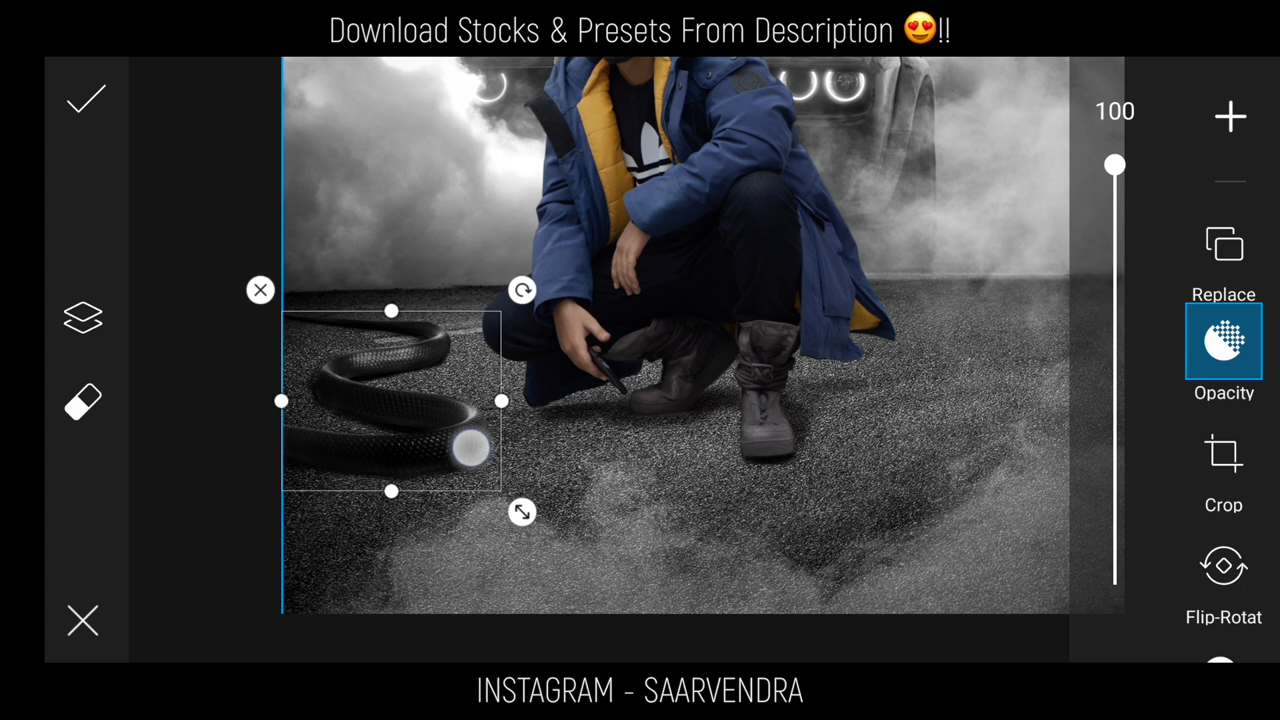 Download Stocks & Presets From Description 😍!!
100
Replace
Opacity
Crop
Flip-Rotat
INSTAGRAM - SAARVENDRA